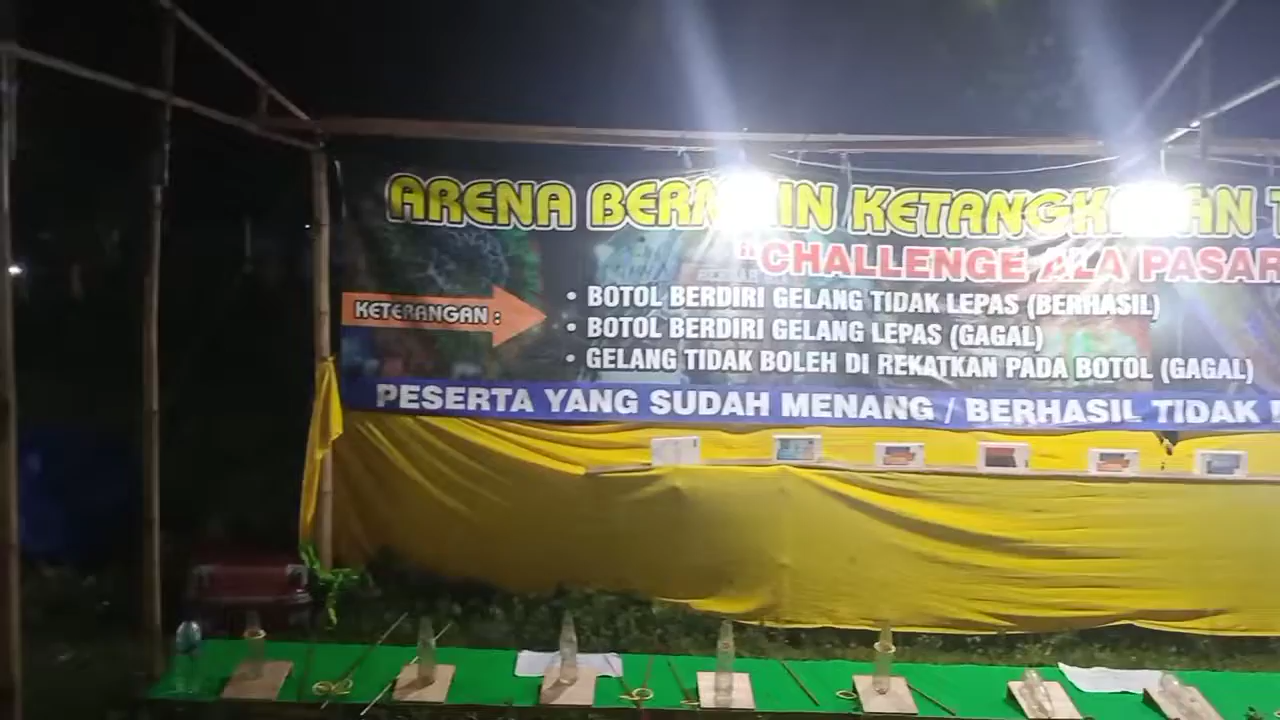 ARENA BERMAIN KETANGKASAN
"CHALLENGE ALA PASAR
KETERANGAN :
• BOTOL BERDIRI GELANG TIDAK LEPAS (BERHASIL)
• BOTOL BERDIRI GELANG LEPAS (GAGAL)
• GELANG TIDAK BOLEH DI REKATKAN PADA BOTOL (GAGAL)
PESERTA YANG SUDAH MENANG / BERHASIL TIDAK